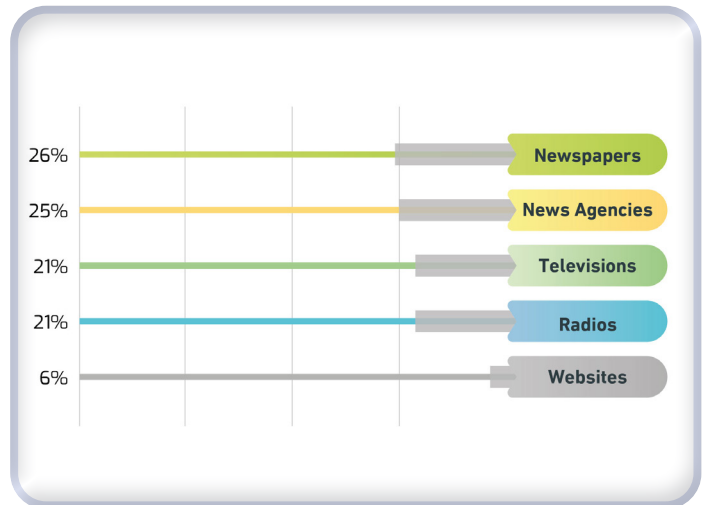 26% Newspapers
25% News Agencies
21% Televisions
21% Radios
6% Websites